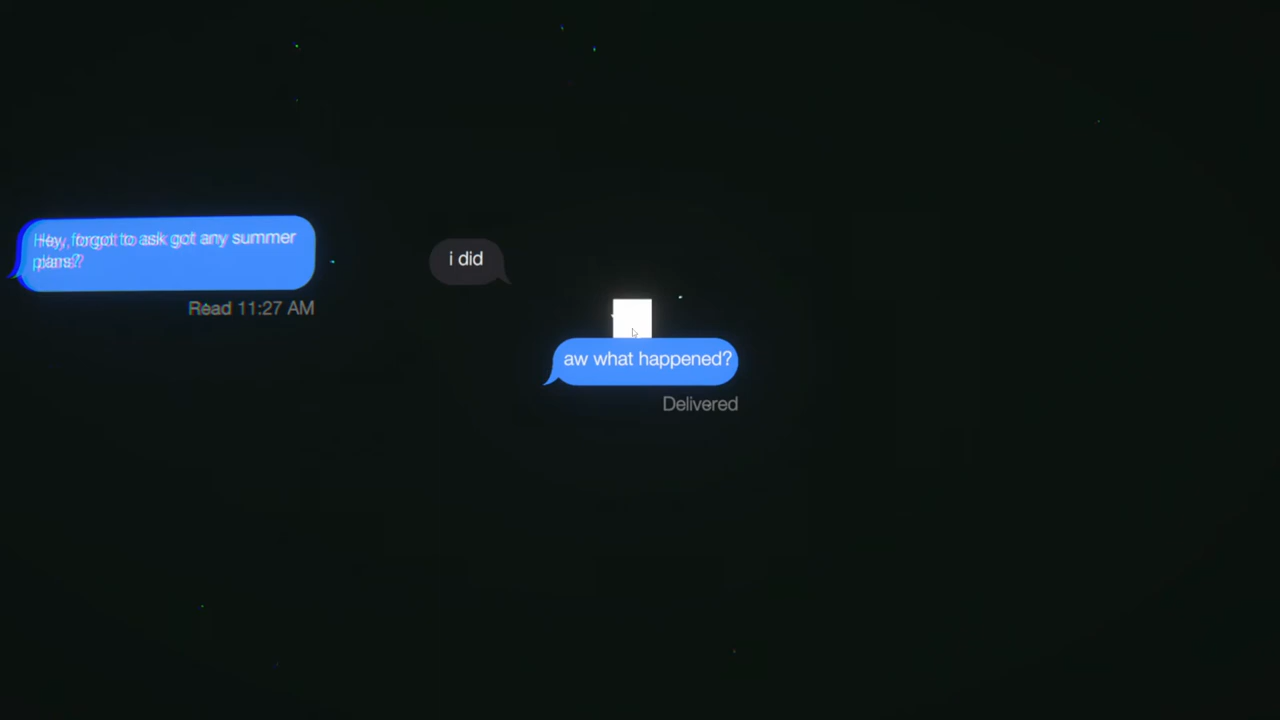 Hey, forgot to ask got any summer
plans?
Read 11:27 AM
i did
aw what happened?
Delivered